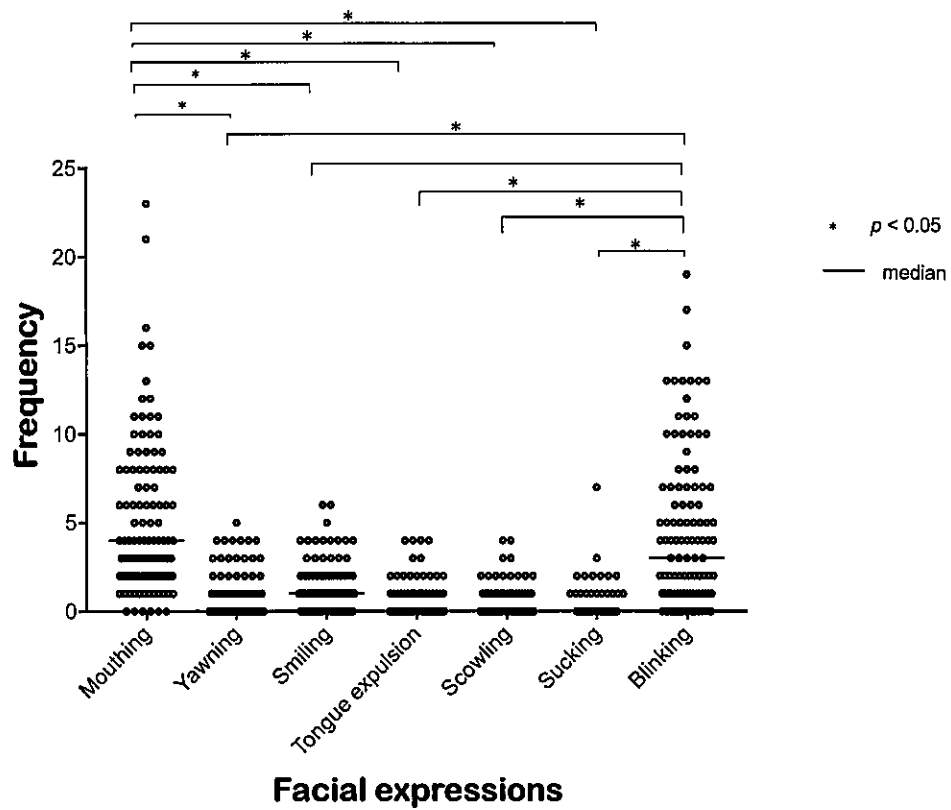 *
*
*
*
*
*
*
*
*
25
20
15
10
5
0
Frequency
Mouthing
Yawning
Smiling
Tongue expulsion
Scowling
Sucking
Blinking
Facial expressions
* p < 0.05
median